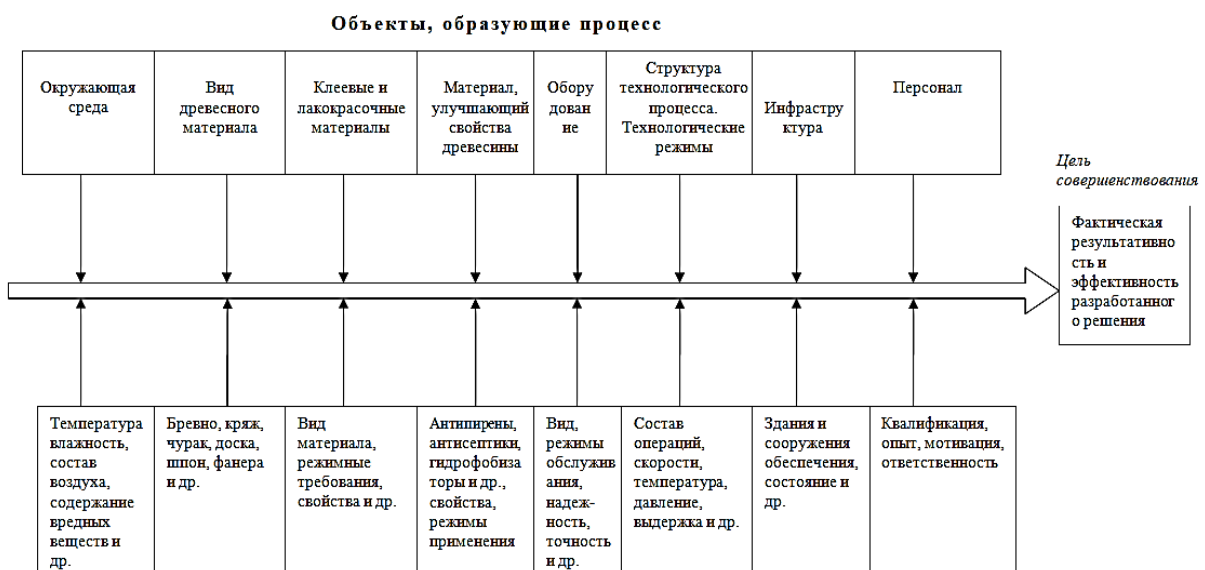 Объекты, образующие процесс
Окружающая
среда
Вид
древесного
материала
Клеевые и
лакокрасочные
материалы
Материал,
улучшающий
свойства
древесины
Обору
дован
ие
Структура
технологического
процесса.
Технологические
режимы
Инфрастру
ктура
Персонал
Цель
совершенствования
Фактическая
результативно
сть и
эффективность
разработанног
о решения
Температура
влажность,
состав
воздуха,
содержание
вредных
веществ и
др.
Бревно, кряж,
чурак, доска,
шпон, фанера
и др.
Вид
материала,
режимные
требования,
свойства и др.
Антипирены,
антисептики,
гидрофобиза
торы и др.,
свойства,
режимы
применения
Вид,
режимы
обслужив
ания,
надеж-
ность,
точность
и др.
Состав
операций,
скорости,
температура,
давление,
выдержка и др.
Здания и
сооружения
обеспечения,
состояние и
др.
Квалификация,
опыт, мотивация,
ответственность